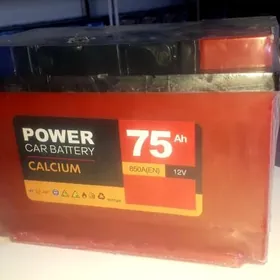 POWER
CAR BATTERY
CALCIUM
75Ah
650A(EN) 12V